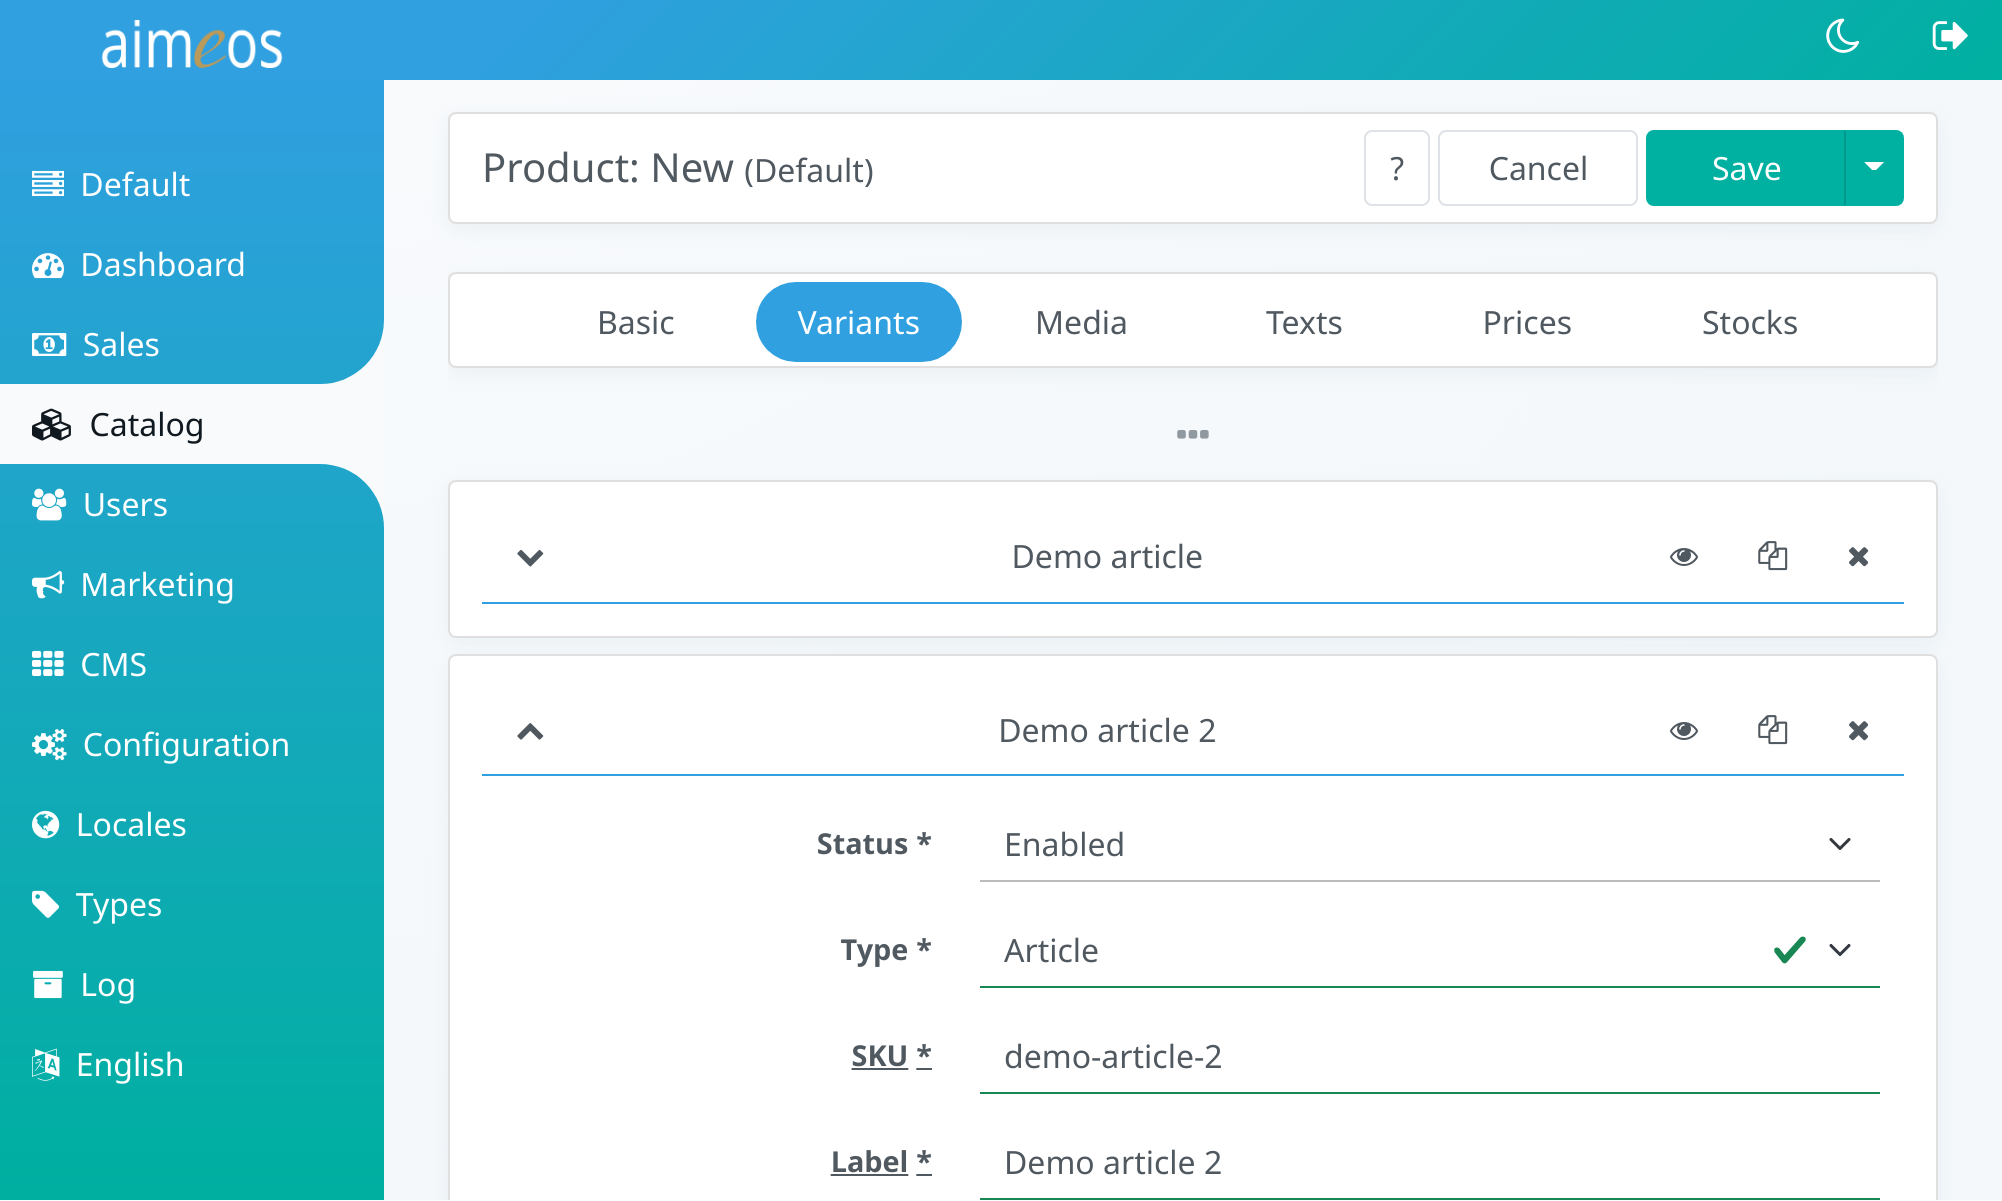 aimeos
Default
Dashboard
Sales
Catalog
Users
Marketing
CMS
Configuration
Locales
Types
Log
English
Product: New (Default)
? Cancel Save
Basic Variants Media Texts Prices Stocks
Demo article
Demo article 2
Status * Enabled
Type * Article
SKU * demo-article-2
Label * Demo article 2